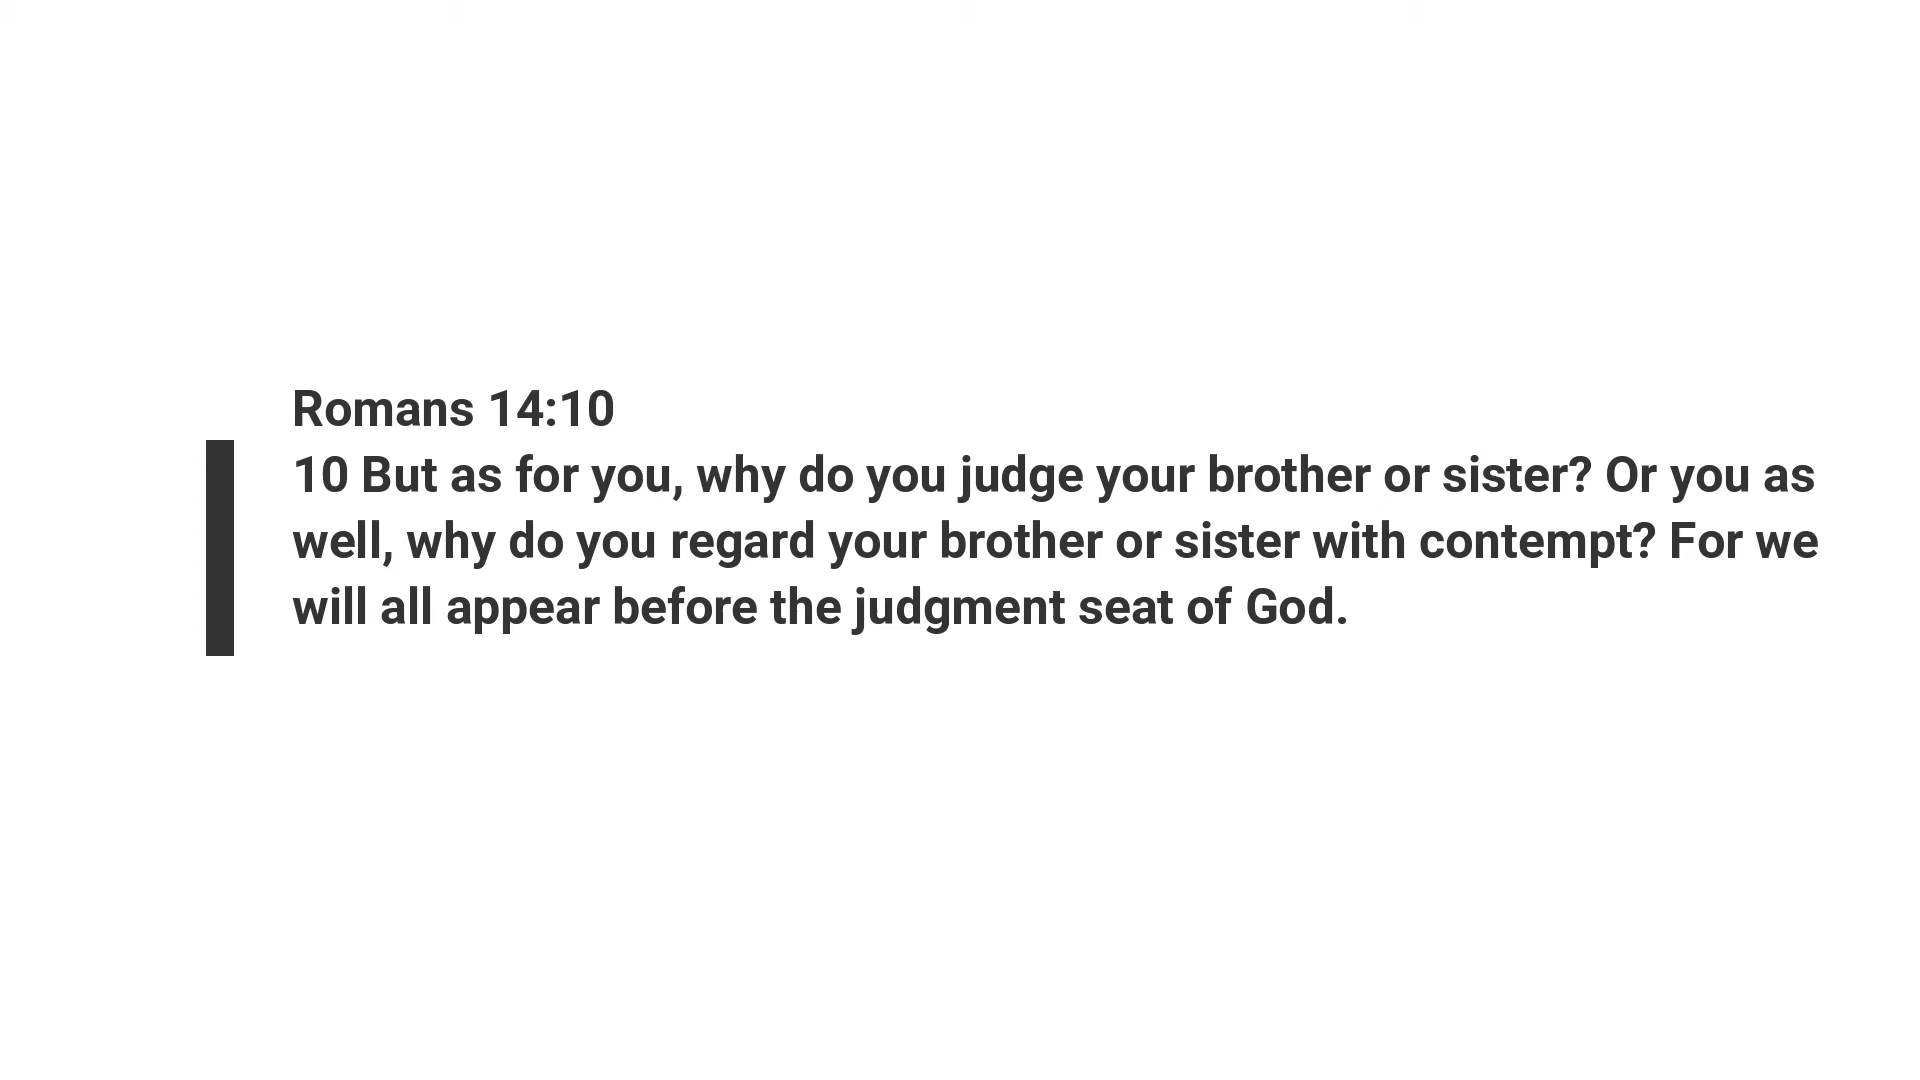 Romans 14:10
10 But as for you, why do you judge your brother or sister? Or you as
well, why do you regard your brother or sister with contempt? For we
will all appear before the judgment seat of God.